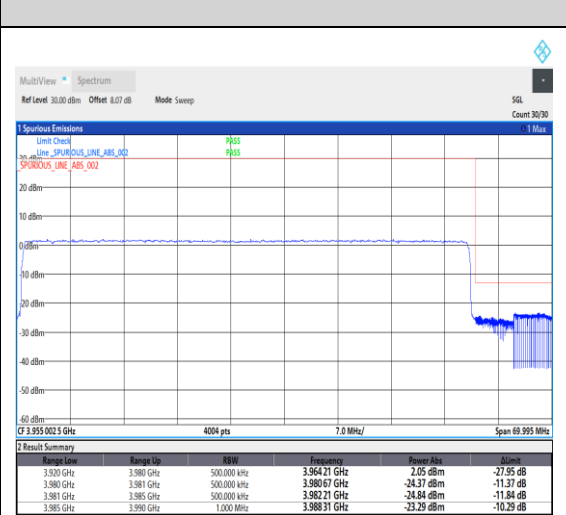 MultiView Spectrum
Ref Level 30.00 dBm Offset 8.07 dB Mode Sweep SGL
Count 30/30
1 Spurious Emissions 1 Max
Limit Check PASS
Line _SPURIOUS_LINE_ABS_002 PASS
30 dBm
_SPURIOUS_LINE_ABS_002
20 dBm
10 dBm
0 dBm
-10 dBm
-20 dBm
-30 dBm
-40 dBm
-50 dBm
-60 dBm
CF 3.955 002 5 GHz 4004 pts 7.0 MHz/ Span 69.995 MHz
2 Result Summary
Range Low Range Up RBW Frequency Power Abs ΔLimit
3.920 GHz 3.980 GHz 500.000 kHz 3.964 21 GHz 2.05 dBm -27.95 dB
3.980 GHz 3.981 GHz 500.000 kHz 3.980 67 GHz -24.37 dBm -11.37 dB
3.981 GHz 3.985 GHz 500.000 kHz 3.982 21 GHz -24.84 dBm -11.84 dB
3.985 GHz 3.990 GHz 1.000 MHz 3.988 31 GHz -23.29 dBm -10.29 dB